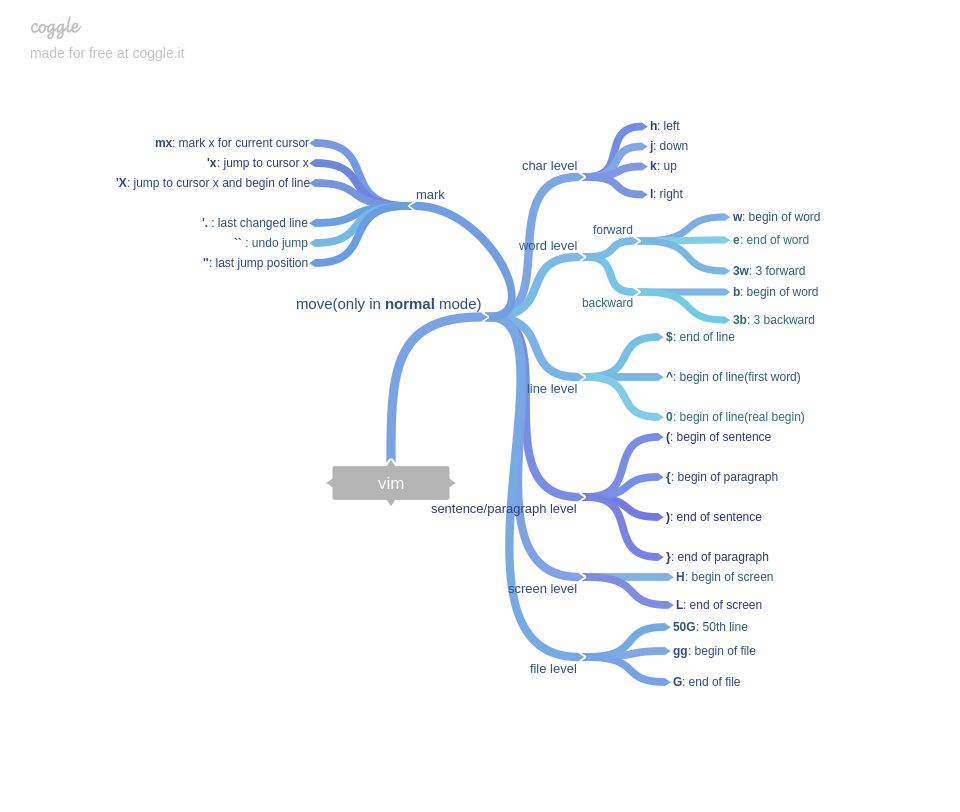 coggle
made for free at coggle.it
mx: mark x for current cursor
'x: jump to cursor x
'X: jump to cursor x and begin of line
'. : last changed line
`` : undo jump
": last jump position
mark
move(only in normal mode)
vim
char level
h: left
j: down
k: up
l: right
word level
forward
w: begin of word
e: end of word
3w: 3 forward
backward
b: begin of word
3b: 3 backward
line level
$: end of line
^: begin of line(first word)
0: begin of line(real begin)
sentence/paragraph level
(: begin of sentence
{: begin of paragraph
): end of sentence
}: end of paragraph
screen level
H: begin of screen
L: end of screen
file level
50G: 50th line
gg: begin of file
G: end of file